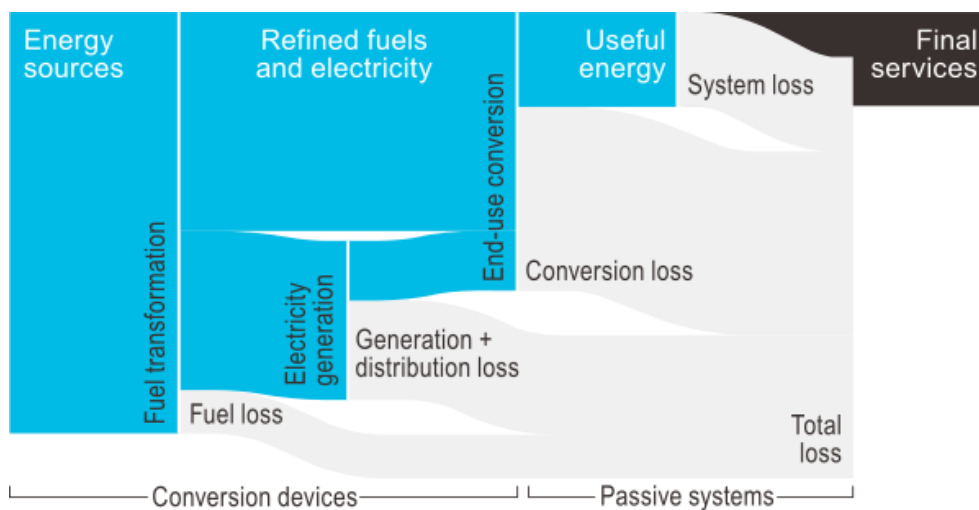 Energy
sources
Refined fuels
and electricity
Useful
energy
Final
services
System loss
Fuel transformation
Electricity
generation
End-use conversion
Conversion loss
Generation +
distribution loss
Fuel loss
Total
loss
Conversion devices
Passive systems